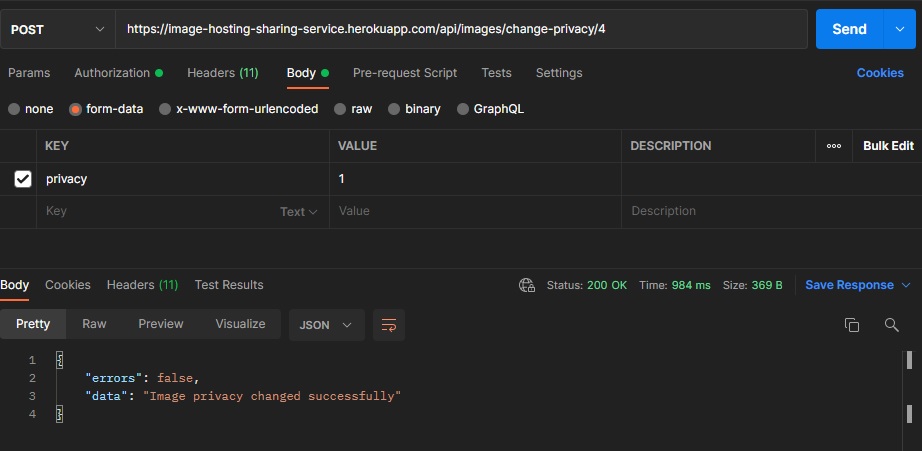 POST https://image-hosting-sharing-service.herokuapp.com/api/images/change-privacy/4 Send
Params Authorization Headers (11) Body Pre-request Script Tests Settings Cookies
none form-data x-www-form-urlencoded raw binary GraphQL
KEY VALUE DESCRIPTION ooo Bulk Edit
privacy 1
Key Text Value Description
Body Cookies Headers (11) Test Results Status: 200 OK Time: 984 ms Size: 369 B Save Response
Pretty Raw Preview Visualize JSON
1 {
2 "errors": false,
3 "data": "Image privacy changed successfully"
4 }